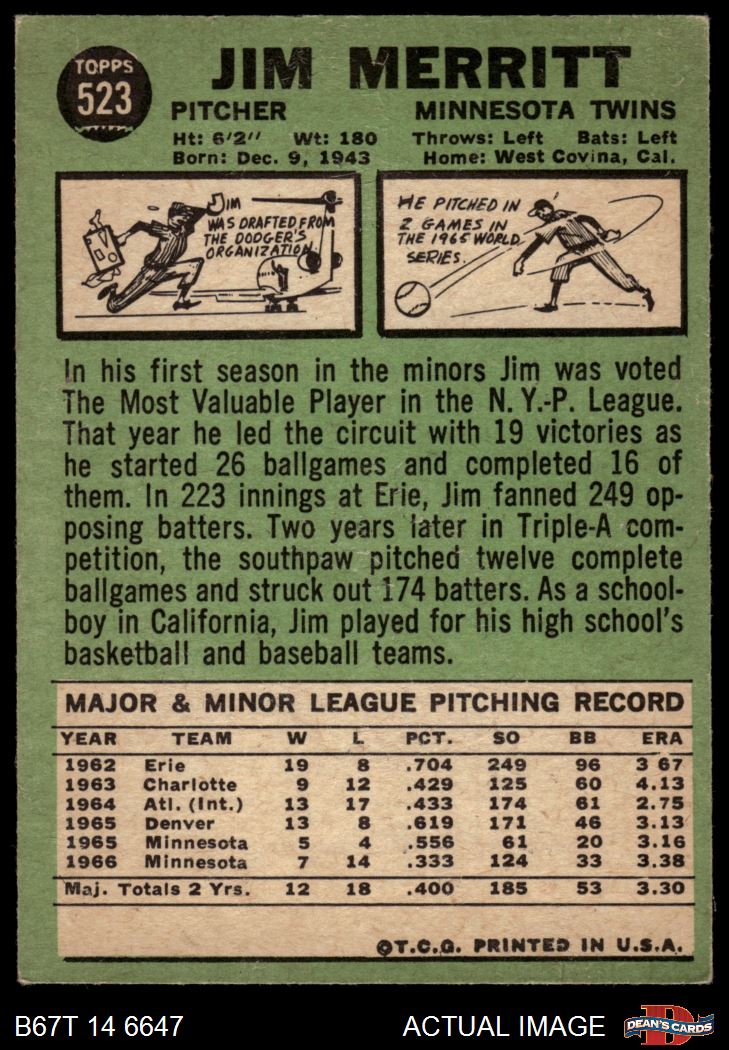 TOPPS
523
JIM MERRITT
PITCHER MINNESOTA TWINS
Ht: 6'2" Wt: 180 Throws: Left Bats: Left
Born: Dec. 9, 1943 Home: West Covina, Cal.
JIM
WAS DRAFTED FROM
THE DODGER'S
ORGANIZATION.
HE PITCHED IN
2 GAMES IN
THE 1965 WORLD
SERIES.
In his first season in the minors Jim was voted
The Most Valuable Player in the N.Y.-P. League.
That year he led the circuit with 19 victories as
he started 26 ballgames and completed 16 of
them. In 223 innings at Erie, Jim fanned 249 op-
posing batters. Two years later in Triple-A com-
petition, the southpaw pitched twelve complete
ballgames and struck out 174 batters. As a school-
boy in California, Jim played for his high school's
basketball and baseball teams.
MAJOR & MINOR LEAGUE PITCHING RECORD
YEAR TEAM W L PCT. SO BB ERA
1962 Erie 19 8 .704 249 96 3 67
1963 Charlotte 9 12 .429 125 60 4.13
1964 Atl. (Int.) 13 17 .433 174 61 2.75
1965 Denver 13 8 .619 171 46 3.13
1965 Minnesota 5 4 .556 61 20 3.16
1966 Minnesota 7 14 .333 124 33 3.38
Maj. Totals 2 Yrs. 12 18 .400 185 53 3.30
©T.C.G. PRINTED IN U.S.A.
B67T 14 6647 ACTUAL IMAGE DEAN'S CARDS